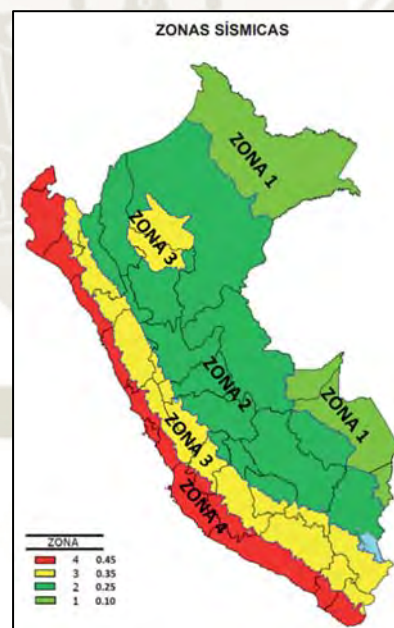 ZONAS SÍSMICAS
ZONA 1
ZONA 3
ZONA 2
ZONA 1
ZONA 3
ZONA 4
ZONA
4 0.45
3 0.35
2 0.25
1 0.10